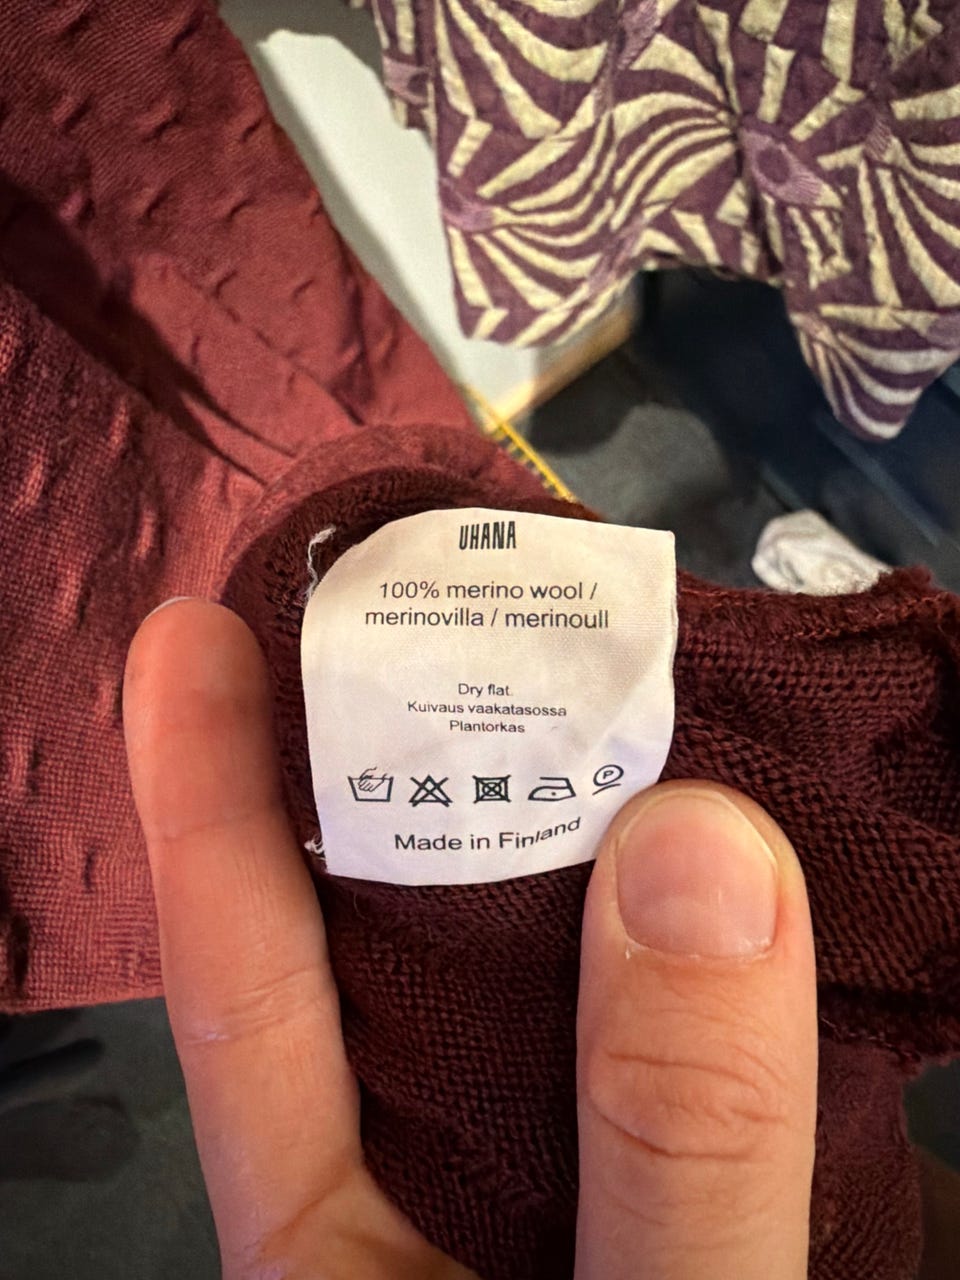 UHANA
100% merino wool /
merinovilla / merinoull
Dry flat.
Kuivaus vaakatasossa
Plantorkas
P
Made in Finland